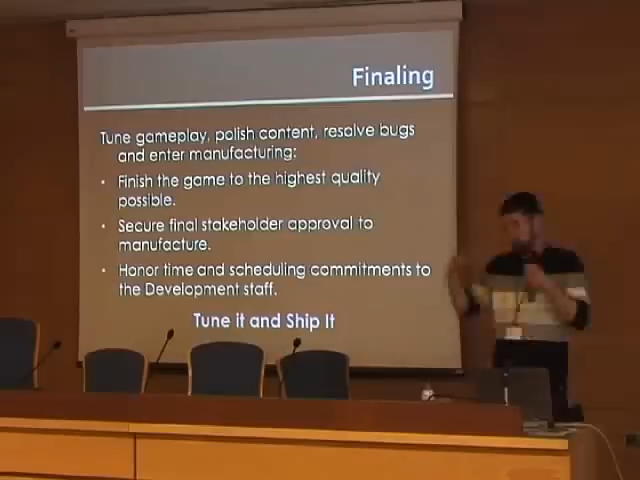 Finaling
Tune gameplay, polish content, resolve bugs
and enter manufacturing:
• Finish the game to the highest quality
possible.
• Secure final stakeholder approval to
manufacture.
• Honor time and scheduling commitments to
the Development staff.
Tune it and Ship It